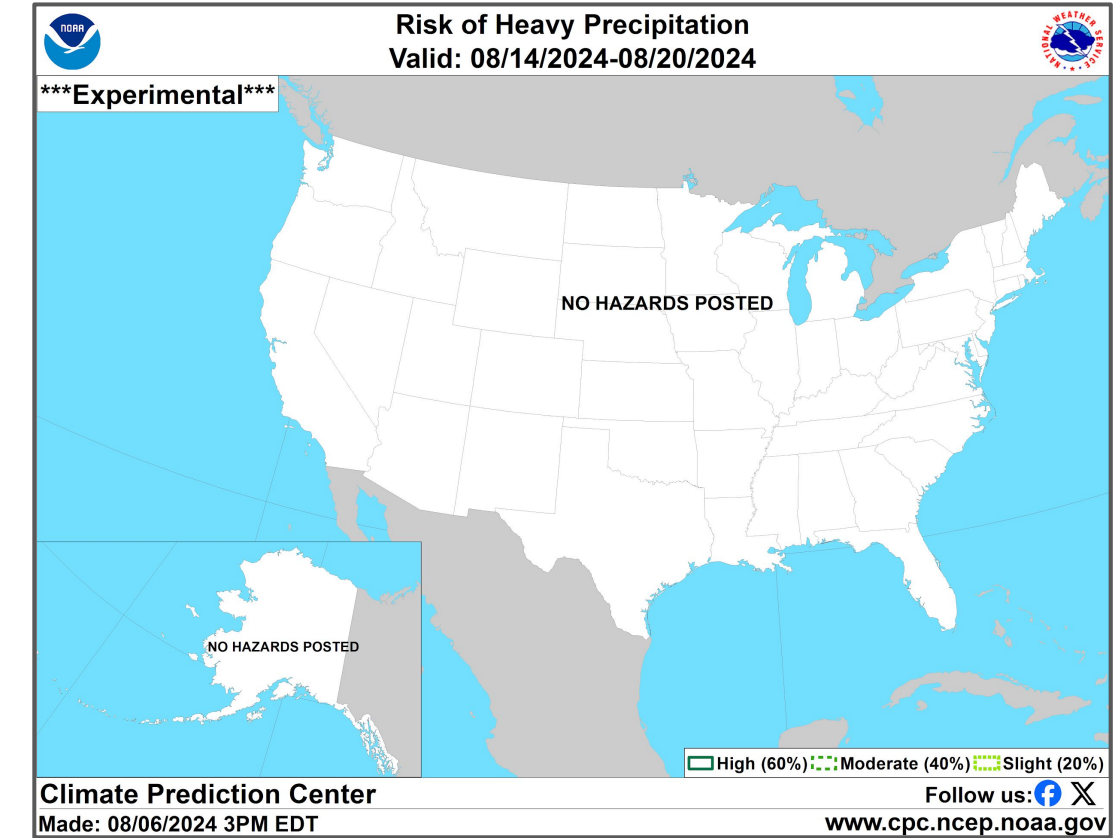 NOAA
Risk of Heavy Precipitation
Valid: 08/14/2024-08/20/2024
NATIONAL WEATHER SERVICE
***Experimental***
NO HAZARDS POSTED
NO HAZARDS POSTED
High (60%) Moderate (40%) Slight (20%)
Climate Prediction Center
Follow us:
Made: 08/06/2024 3PM EDT
www.cpc.ncep.noaa.gov